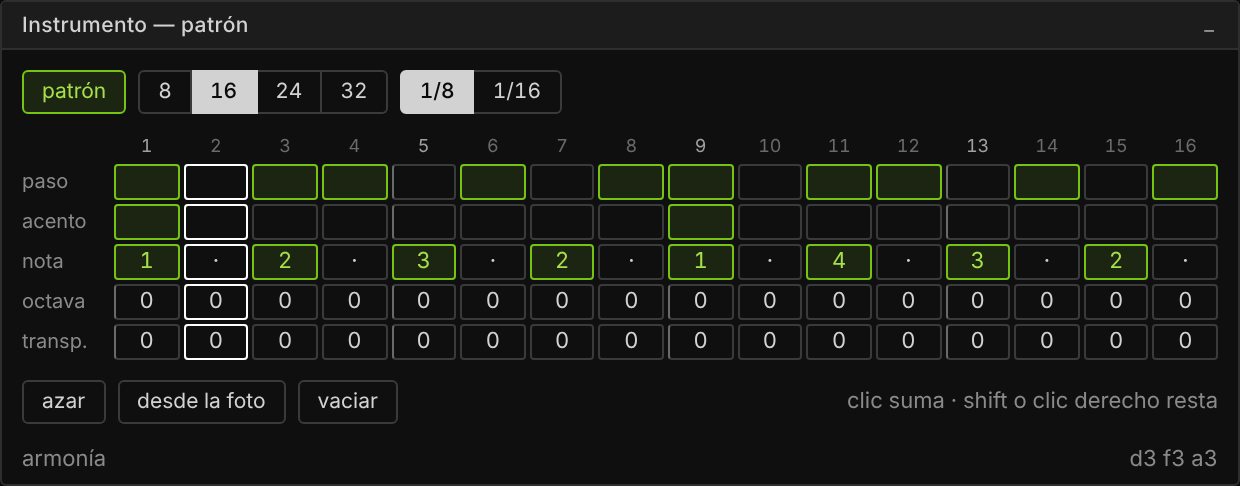 Instrumento — patrón –
patrón 8 16 24 32 1/8 1/16
1 2 3 4 5 6 7 8 9 10 11 12 13 14 15 16
paso
acento
nota 1 · 2 · 3 · 2 · 1 · 4 · 3 · 2 ·
octava 0 0 0 0 0 0 0 0 0 0 0 0 0 0 0 0
transp. 0 0 0 0 0 0 0 0 0 0 0 0 0 0 0 0
azar desde la foto vaciar clic suma · shift o clic derecho resta
armonía d3 f3 a3